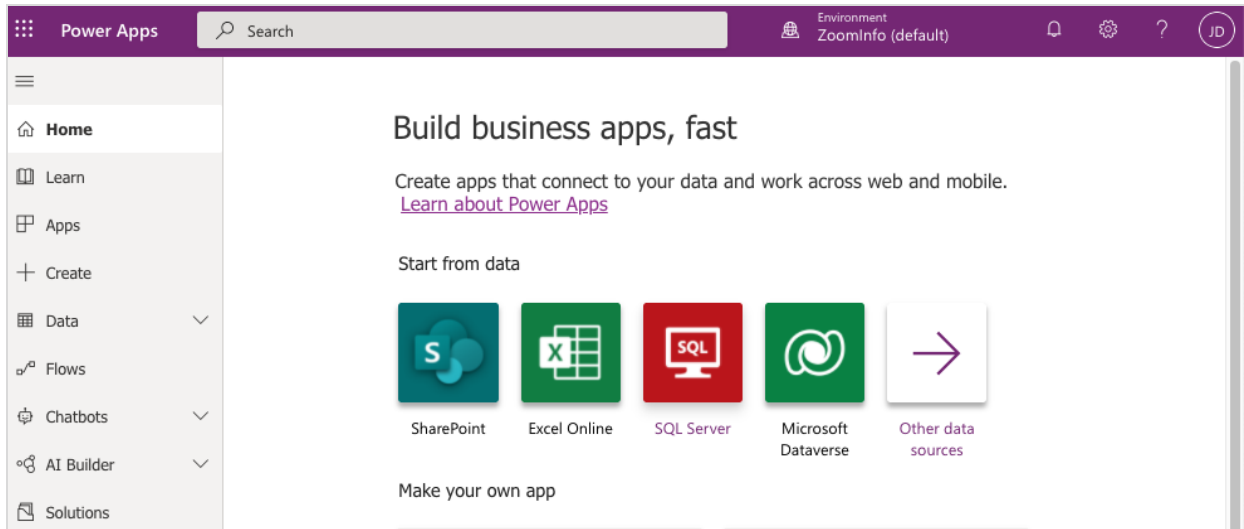 Power Apps
Search
Environment
ZoomInfo (default)
?
JD
Home
Learn
Apps
Create
Data
Flows
Chatbots
AI Builder
Solutions
Build business apps, fast
Create apps that connect to your data and work across web and mobile.
Learn about Power Apps
Start from data
S
X
SQL
SharePoint
Excel Online
SQL Server
Microsoft
Dataverse
Other data
sources
Make your own app